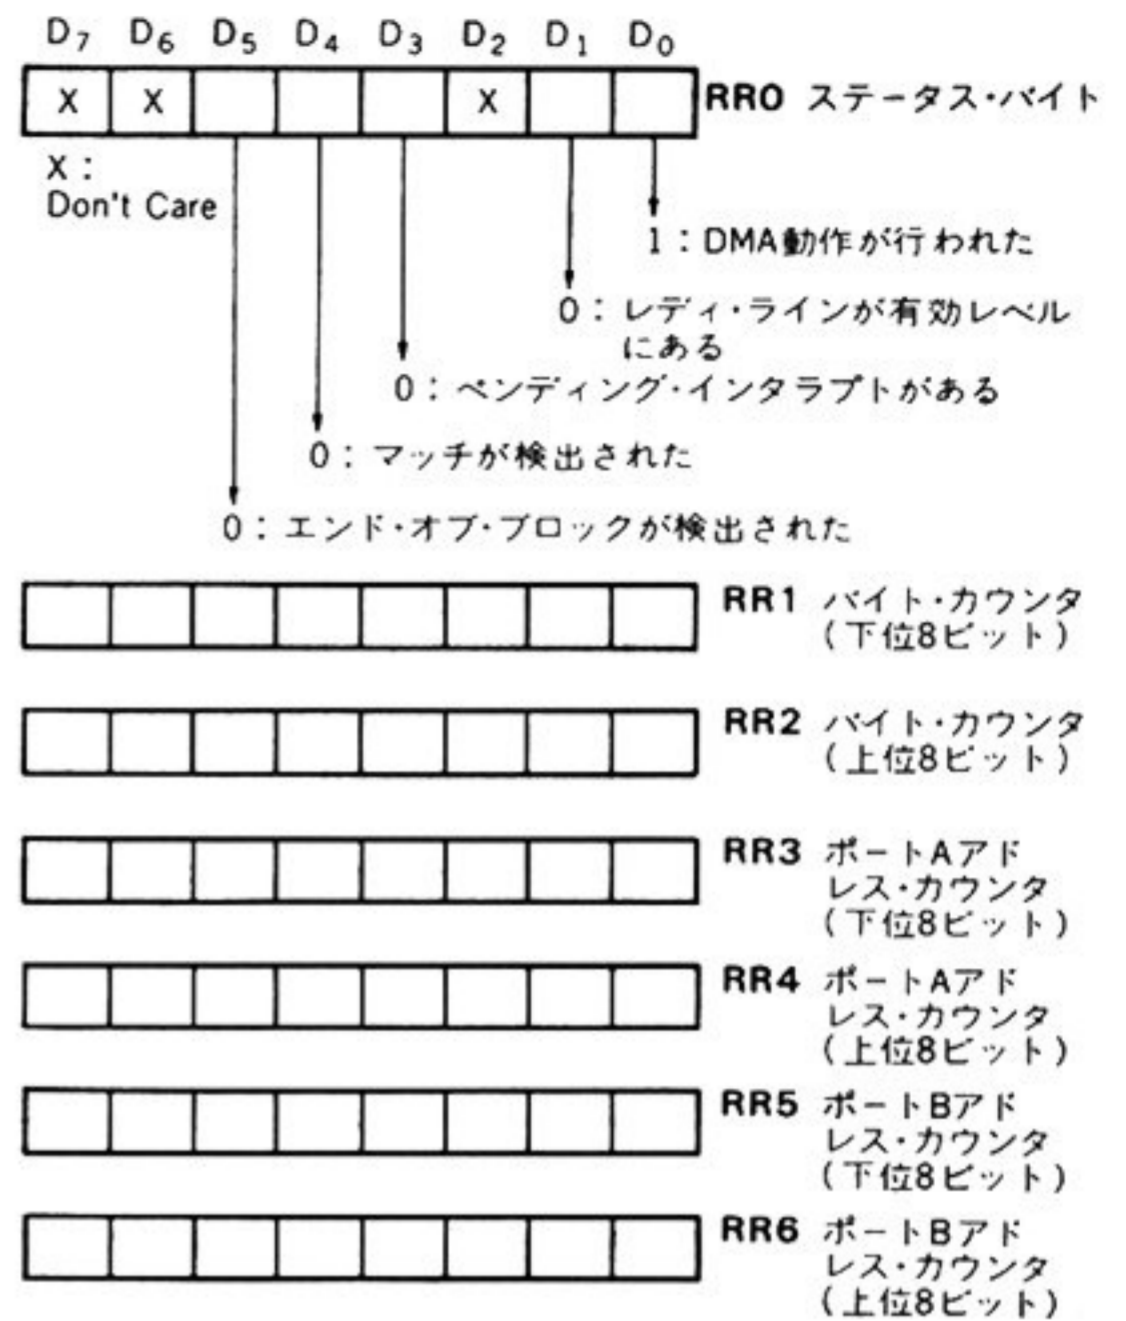 D7 D6 D5 D4 D3 D2 D1 D0
X X X RR0 ステータス・バイト
X:
Don't Care
1:DMA動作が行われた
0:レディ・ラインが有効レベル
にある
0:ペンディング・インタラプトがある
0:マッチが検出された
0:エンド・オブ・ブロックが検出された
RR1 バイト・カウンタ
(下位8ビット)
RR2 バイト・カウンタ
(上位8ビット)
RR3 ポートAアド
レス・カウンタ
(下位8ビット)
RR4 ポートAアド
レス・カウンタ
(上位8ビット)
RR5 ポートBアド
レス・カウンタ
(下位8ビット)
RR6 ポートBアド
レス・カウンタ
(上位8ビット)